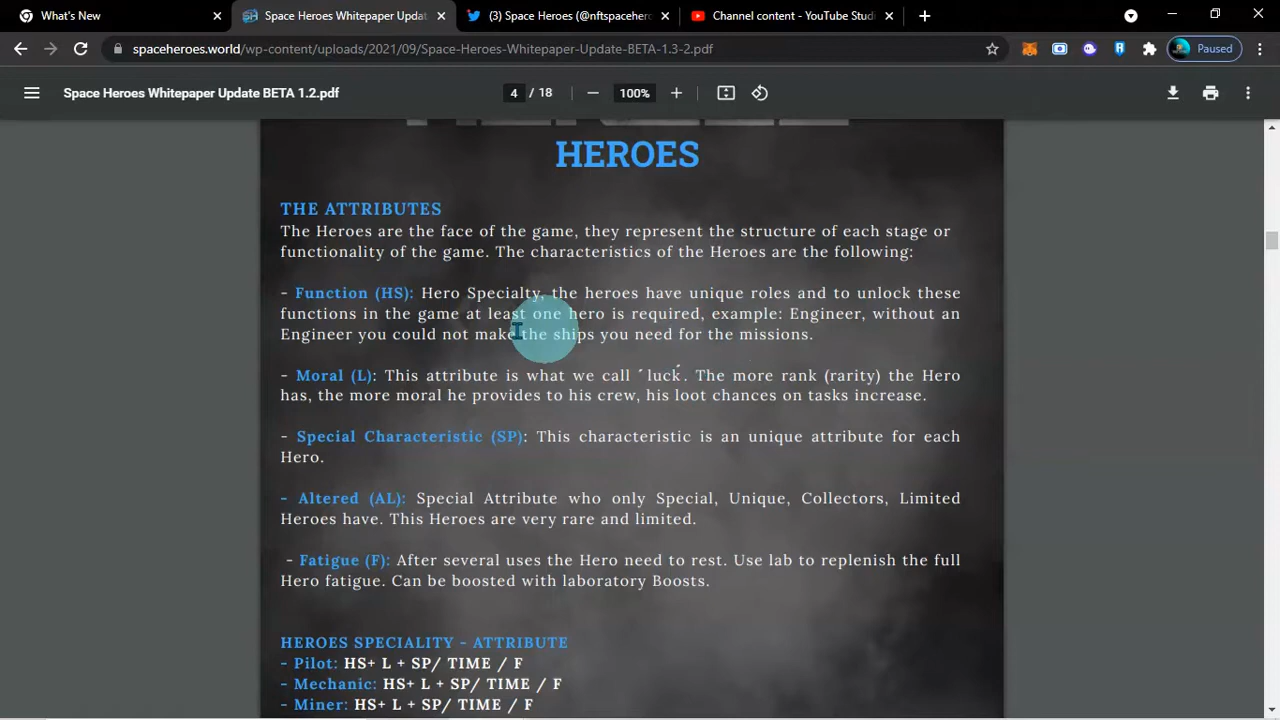 What's New
Space Heroes Whitepaper Updat
(3) Space Heroes (@nftspacehero
Channel content - YouTube Studi
spaceheroes.world/wp-content/uploads/2021/09/Space-Heroes-Whitepaper-Update-BETA-1.3-2.pdf
Paused
Space Heroes Whitepaper Update BETA 1.2.pdf
4 / 18
100%
HEROES
THE ATTRIBUTES
The Heroes are the face of the game, they represent the structure of each stage or
functionality of the game. The characteristics of the Heroes are the following:
- Function (HS): Hero Specialty, the heroes have unique roles and to unlock these
functions in the game at least one hero is required, example: Engineer, without an
Engineer you could not make the ships you need for the missions.
- Moral (L): This attribute is what we call ´luck´. The more rank (rarity) the Hero
has, the more moral he provides to his crew, his loot chances on tasks increase.
- Special Characteristic (SP): This characteristic is an unique attribute for each
Hero.
- Altered (AL): Special Attribute who only Special, Unique, Collectors, Limited
Heroes have. This Heroes are very rare and limited.
- Fatigue (F): After several uses the Hero need to rest. Use lab to replenish the full
Hero fatigue. Can be boosted with laboratory Boosts.
HEROES SPECIALITY - ATTRIBUTE
- Pilot: HS+ L + SP/ TIME / F
- Mechanic: HS+ L + SP/ TIME / F
- Miner: HS+ L + SP/ TIME / F